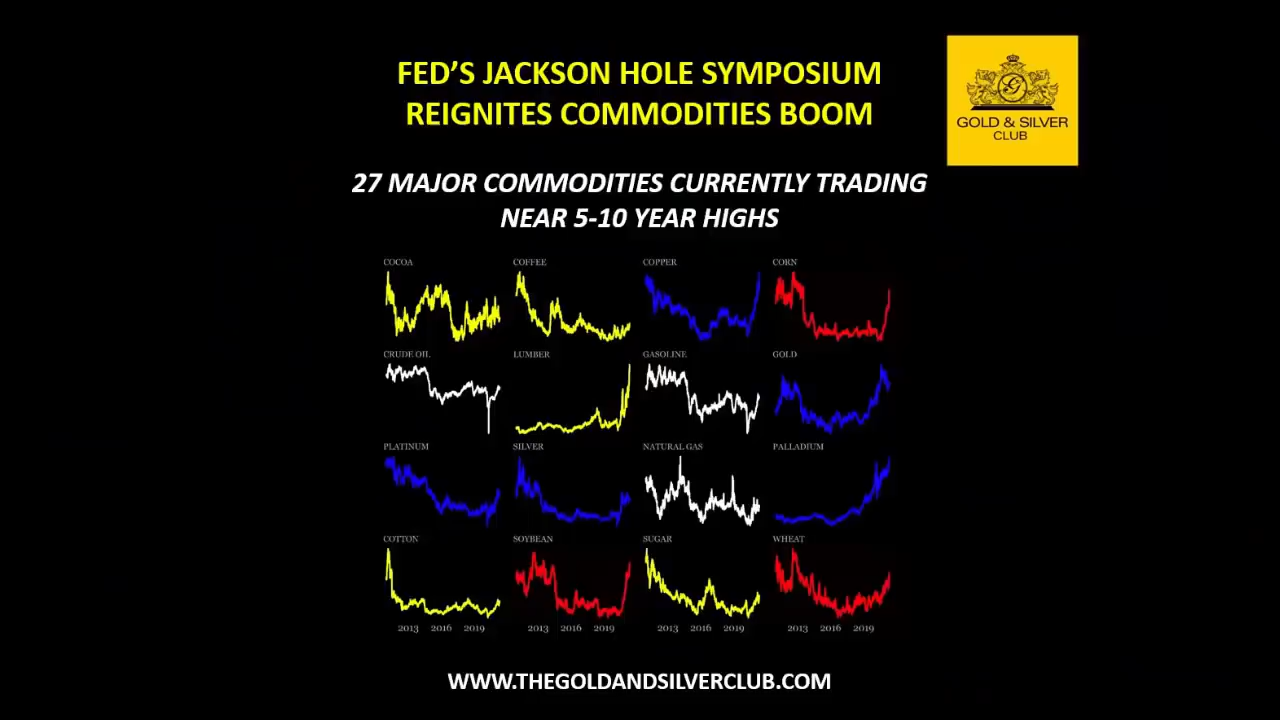 FED'S JACKSON HOLE SYMPOSIUM
REIGNITES COMMODITIES BOOM
GOLD & SILVER
CLUB
27 MAJOR COMMODITIES CURRENTLY TRADING
NEAR 5-10 YEAR HIGHS
COCOA COFFEE COPPER CORN
CRUDE OIL LUMBER GASOLINE GOLD
PLATINUM SILVER NATURAL GAS PALLADIUM
COTTON SOYBEAN SUGAR WHEAT
2013 2016 2019 2013 2016 2019 2013 2016 2019 2013 2016 2019
WWW.THEGOLDANDSILVERCLUB.COM